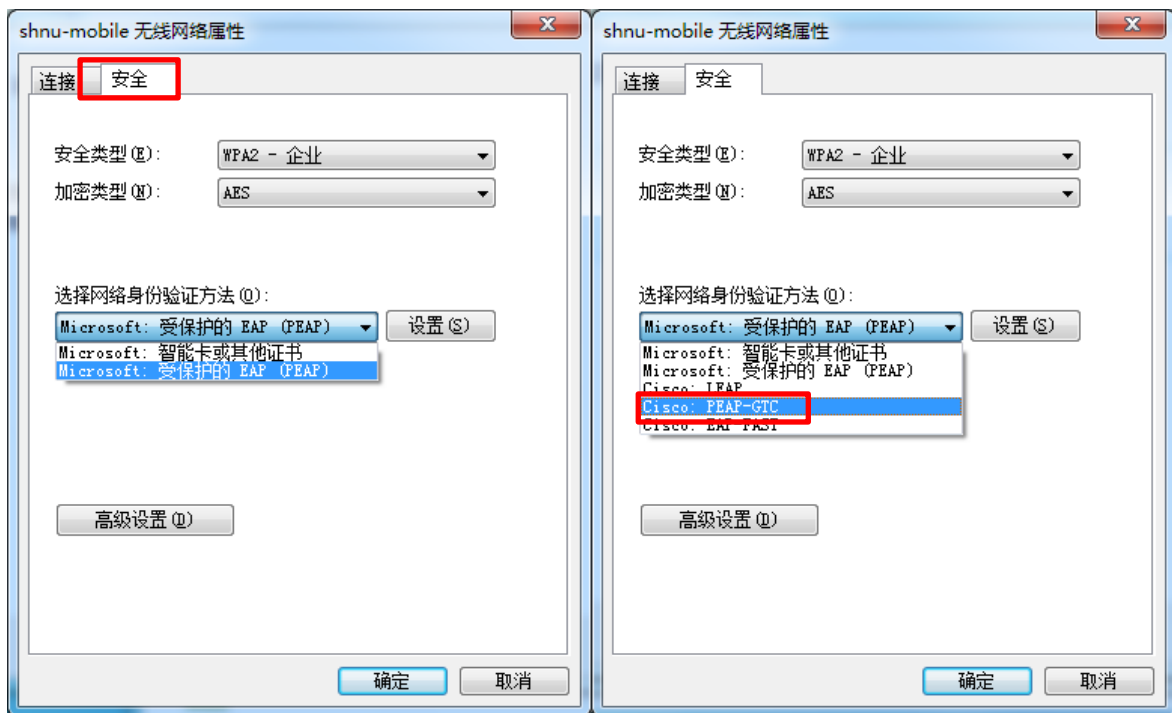 shnu-mobile 无线网络属性
连接 安全
安全类型(E): WPA2 - 企业
加密类型(N): AES
选择网络身份验证方法(O):
Microsoft: 受保护的 EAP (PEAP) 设置(S)
Microsoft: 智能卡或其他证书
Microsoft: 受保护的 EAP (PEAP)
高级设置(D)
确定 取消
shnu-mobile 无线网络属性
连接 安全
安全类型(E): WPA2 - 企业
加密类型(N): AES
选择网络身份验证方法(O):
Microsoft: 受保护的 EAP (PEAP) 设置(S)
Microsoft: 智能卡或其他证书
Microsoft: 受保护的 EAP (PEAP)
Cisco: LEAP
Cisco: PEAP-GTC
Cisco: EAP-FAST
高级设置(D)
确定 取消